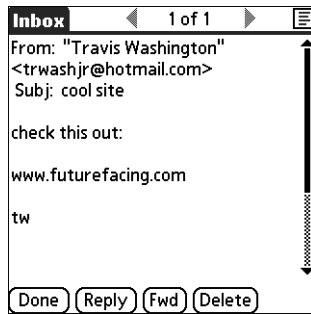 Inbox 1 of 1
From: "Travis Washington"
<trwashjr@hotmail.com>
Subj: cool site
check this out:
www.futurefacing.com
tw
Done Reply Fwd Delete